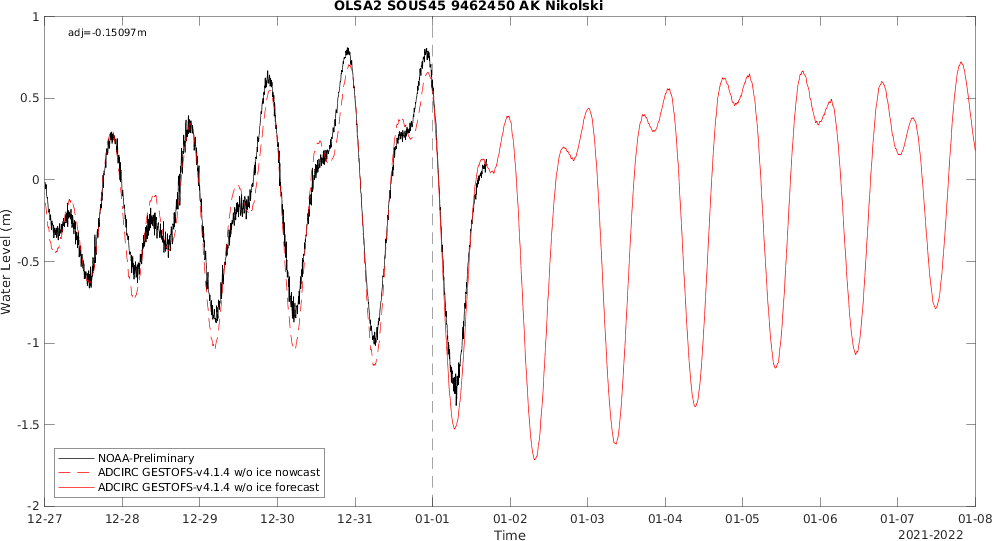 OLSA2 SOUS45 9462450 AK Nikolski
adj=-0.15097m
1
0.5
0
-0.5
-1
-1.5
-2
Water Level (m)
NOAA-Preliminary
ADCIRC GESTOFS-v4.1.4 w/o ice nowcast
ADCIRC GESTOFS-v4.1.4 w/o ice forecast
12-27 12-28 12-29 12-30 12-31 01-01 01-02 01-03 01-04 01-05 01-06 01-07 01-08
Time
2021-2022